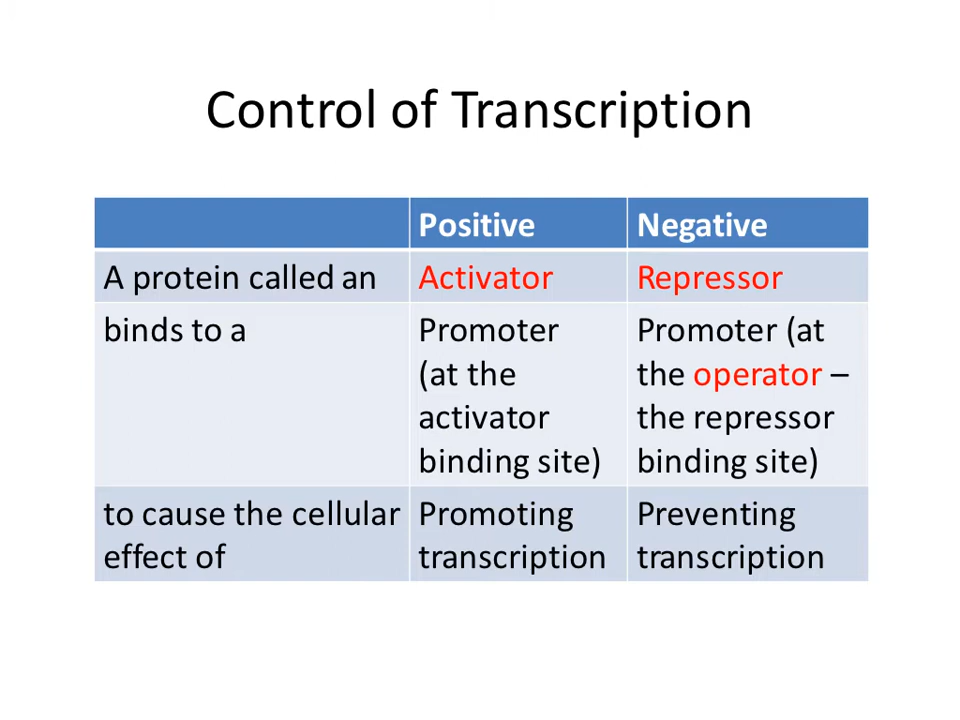 Control of Transcription
Positive
Negative
A protein called an
Activator
Repressor
binds to a
Promoter
(at the
activator
binding site)
Promoter (at
the operator –
the repressor
binding site)
to cause the cellular
effect of
Promoting
transcription
Preventing
transcription